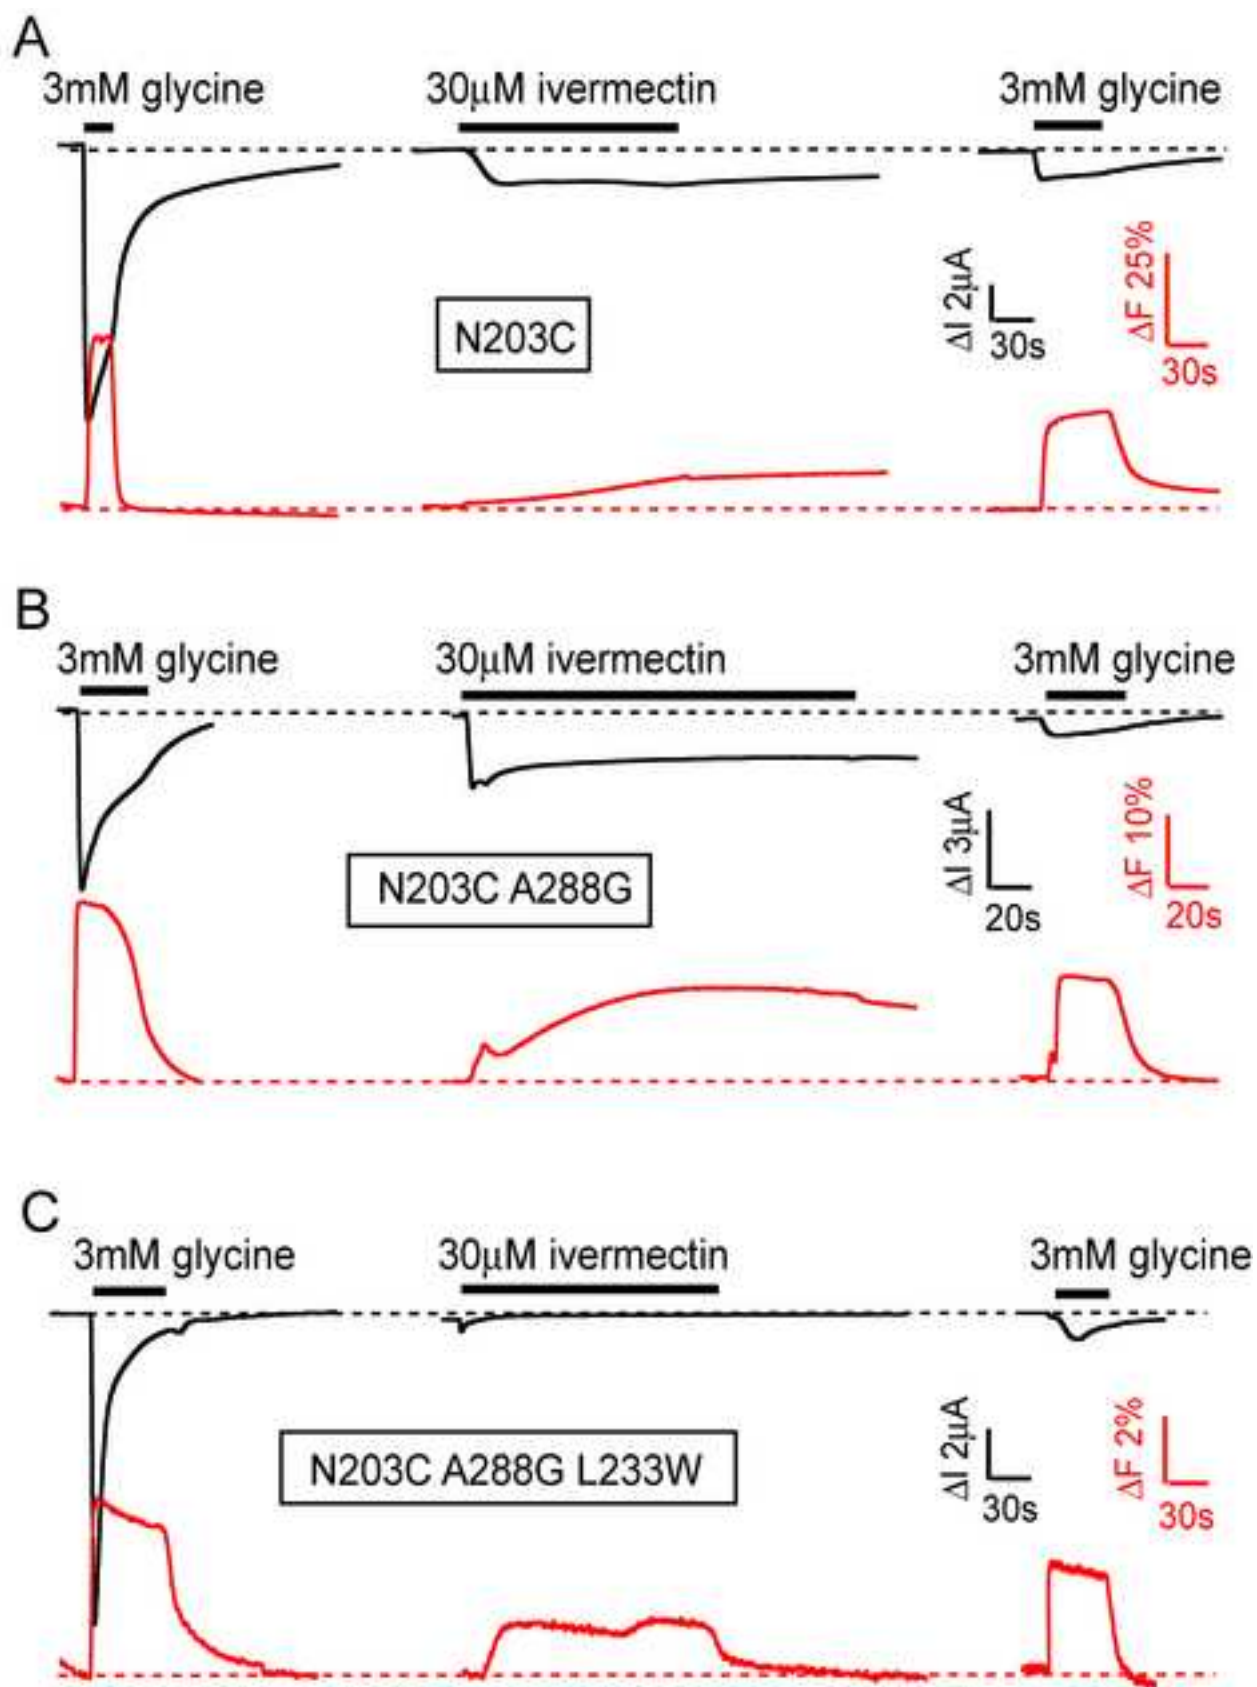 A
3mM glycine 30μM ivermectin 3mM glycine
N203C
ΔI 2μA
30s
ΔF 25%
30s
B
3mM glycine 30μM ivermectin 3mM glycine
N203C A288G
ΔI 3μA
20s
ΔF 10%
20s
C
3mM glycine 30μM ivermectin 3mM glycine
N203C A288G L233W
ΔI 2μA
30s
ΔF 2%
30s